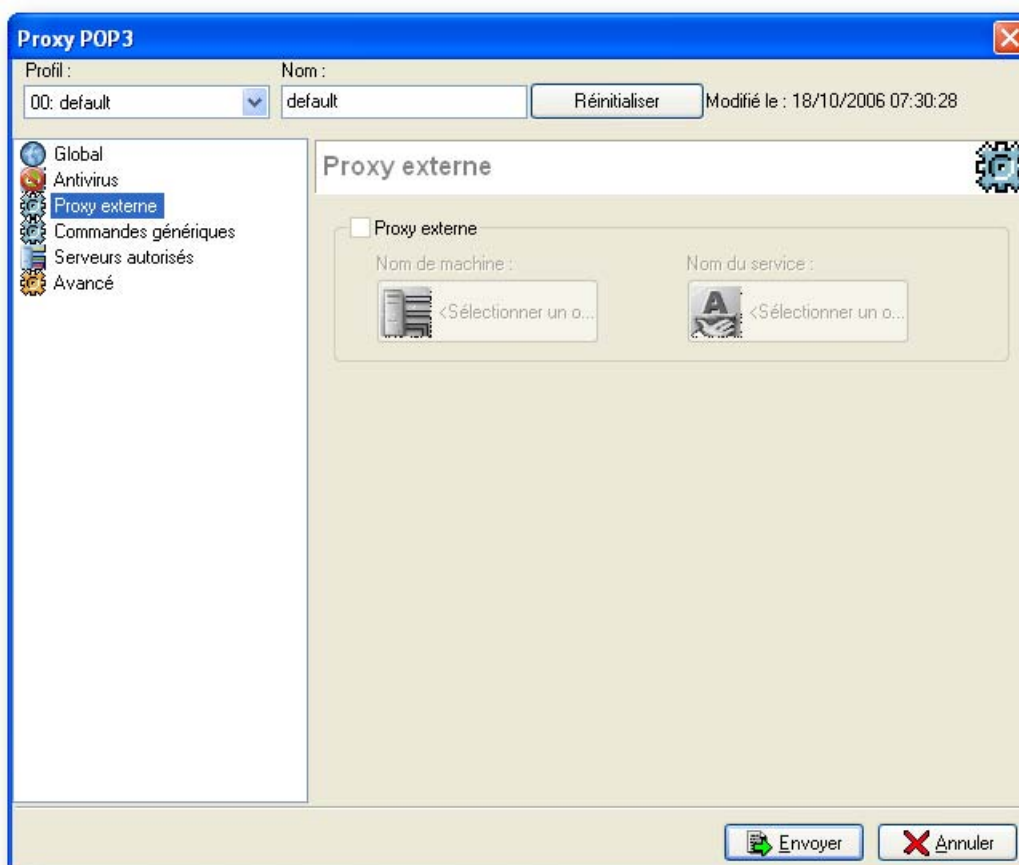 Proxy POP3
Profil : Nom :
00: default default Réinitialiser Modifié le : 18/10/2006 07:30:28
Global
Antivirus
Proxy externe
Commandes génériques
Serveurs autorisés
Avancé
Proxy externe
Proxy externe
Nom de machine : Nom du service :
<Sélectionner un o... <Sélectionner un o...
Envoyer Annuler